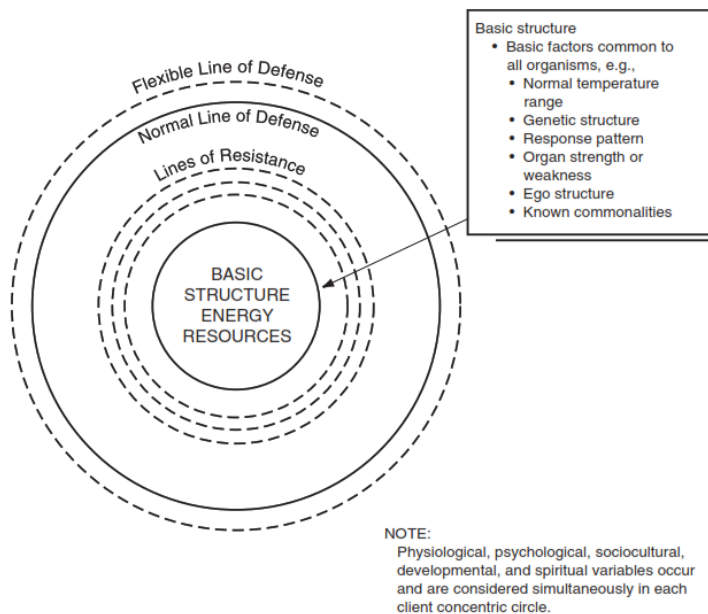 Flexible Line of Defense
Normal Line of Defense
Lines of Resistance
BASIC
STRUCTURE
ENERGY
RESOURCES
Basic structure
• Basic factors common to
all organisms, e.g.,
• Normal temperature
range
• Genetic structure
• Response pattern
• Organ strength or
weakness
• Ego structure
• Known commonalities
NOTE:
Physiological, psychological, sociocultural,
developmental, and spiritual variables occur
and are considered simultaneously in each
client concentric circle.